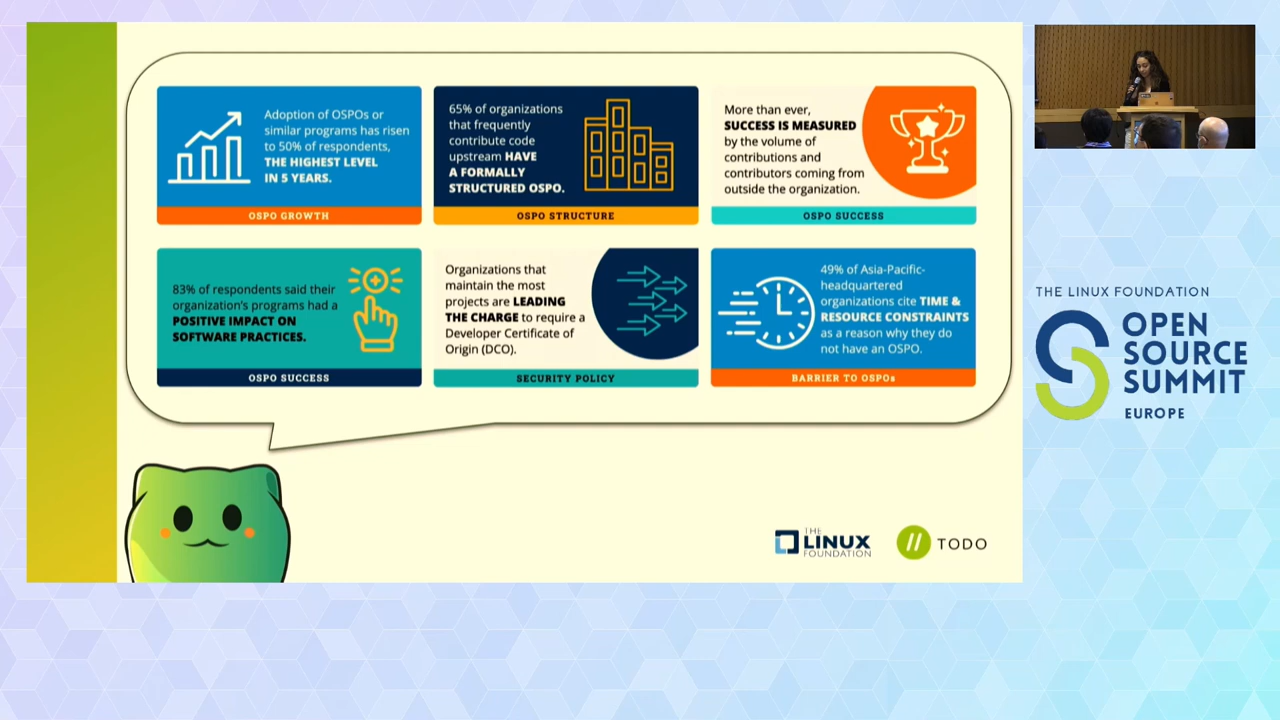 Adoption of OSPOs or
similar programs has risen
to 50% of respondents,
THE HIGHEST LEVEL
IN 5 YEARS.
OSPO GROWTH
65% of organizations
that frequently
contribute code
upstream HAVE
A FORMALLY
STRUCTURED OSPO.
OSPO STRUCTURE
More than ever,
SUCCESS IS MEASURED
by the volume of
contributions and
contributors coming from
outside the organization.
OSPO SUCCESS
83% of respondents said their
organization's programs had a
POSITIVE IMPACT ON
SOFTWARE PRACTICES.
OSPO SUCCESS
Organizations that
maintain the most
projects are LEADING
THE CHARGE to require a
Developer Certificate of
Origin (DCO).
SECURITY POLICY
49% of Asia-Pacific-
headquartered
organizations cite TIME &
RESOURCE CONSTRAINTS
as a reason why they do
not have an OSPO.
BARRIER TO OSPOs
THE
LINUX
FOUNDATION
// TODO
THE LINUX FOUNDATION
OPEN
SOURCE
SUMMIT
EUROPE